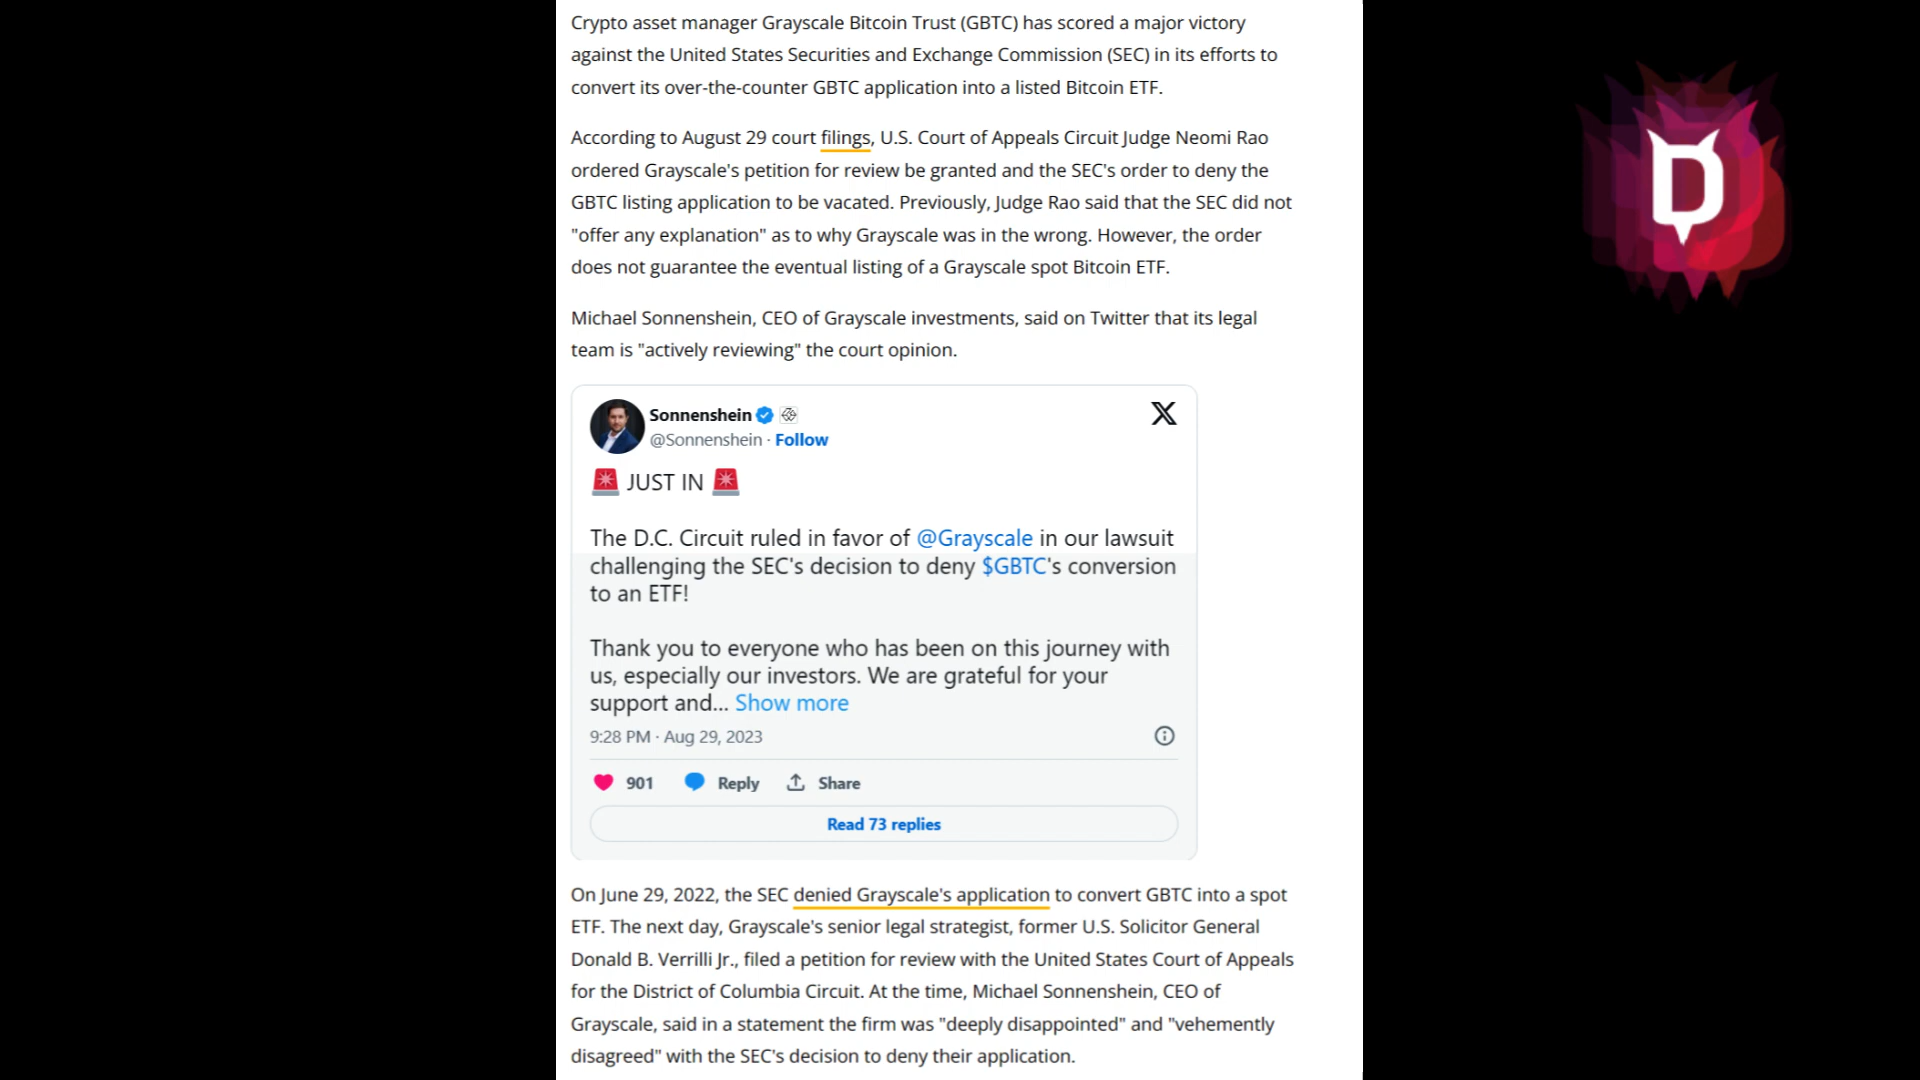 Crypto asset manager Grayscale Bitcoin Trust (GBTC) has scored a major victory
against the United States Securities and Exchange Commission (SEC) in its efforts to
convert its over-the-counter GBTC application into a listed Bitcoin ETF.
According to August 29 court filings, U.S. Court of Appeals Circuit Judge Neomi Rao
ordered Grayscale's petition for review be granted and the SEC's order to deny the
GBTC listing application to be vacated. Previously, Judge Rao said that the SEC did not
"offer any explanation" as to why Grayscale was in the wrong. However, the order
does not guarantee the eventual listing of a Grayscale spot Bitcoin ETF.
Michael Sonnenshein, CEO of Grayscale investments, said on Twitter that its legal
team is "actively reviewing" the court opinion.
Sonnenshein
@Sonnenshein · Follow
🚨 JUST IN 🚨
The D.C. Circuit ruled in favor of @Grayscale in our lawsuit
challenging the SEC's decision to deny $GBTC's conversion
to an ETF!
Thank you to everyone who has been on this journey with
us, especially our investors. We are grateful for your
support and... Show more
9:28 PM · Aug 29, 2023
901 Reply Share
Read 73 replies
On June 29, 2022, the SEC denied Grayscale's application to convert GBTC into a spot
ETF. The next day, Grayscale's senior legal strategist, former U.S. Solicitor General
Donald B. Verrilli Jr., filed a petition for review with the United States Court of Appeals
for the District of Columbia Circuit. At the time, Michael Sonnenshein, CEO of
Grayscale, said in a statement the firm was "deeply disappointed" and "vehemently
disagreed" with the SEC's decision to deny their application.
D